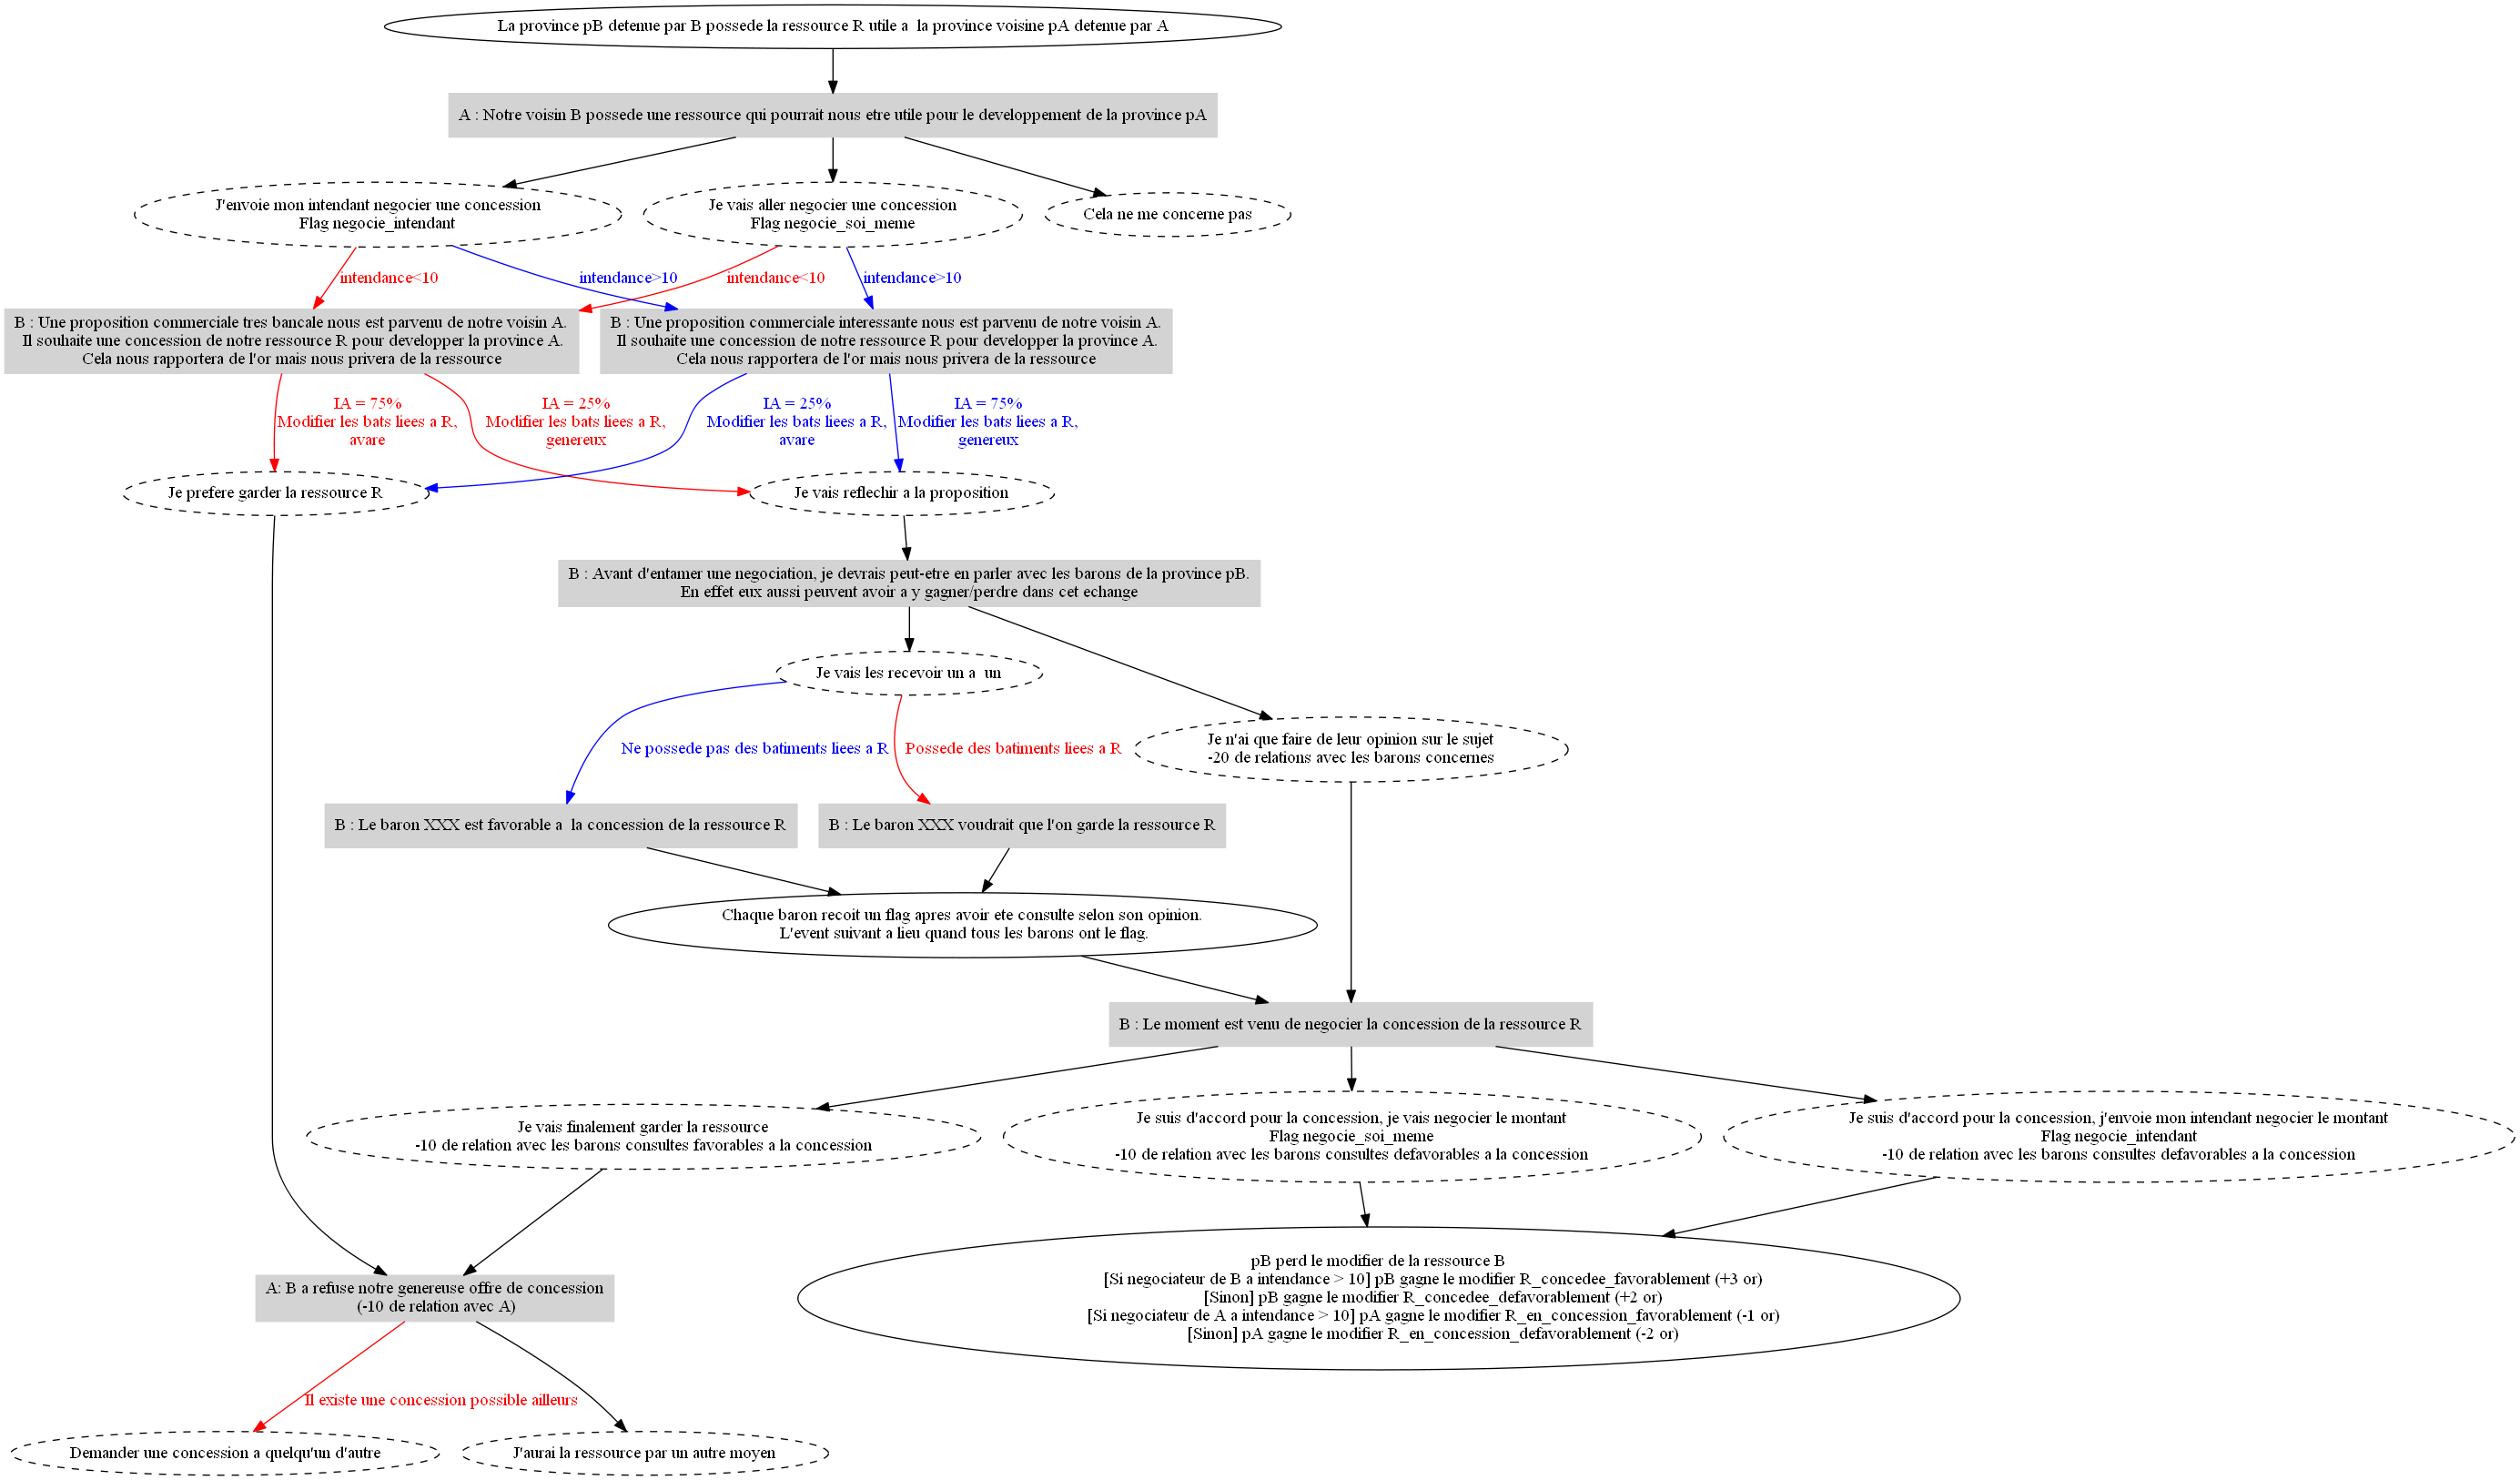 La province pB detenue par B possede la ressource R utile a  la province voisine pA detenue par A
A : Notre voisin B possede une ressource qui pourrait nous etre utile pour le developpement de la province pA
J'envoie mon intendant negocier une concession
Flag negocie_intendant
Je vais aller negocier une concession
Flag negocie_soi_meme
Cela ne me concerne pas
intendance<10
intendance>10
intendance<10
intendance>10
B : Une proposition commerciale tres bancale nous est parvenu de notre voisin A.
Il souhaite une concession de notre ressource R pour developper la province A.
Cela nous rapportera de l'or mais nous privera de la ressource
B : Une proposition commerciale interessante nous est parvenu de notre voisin A.
Il souhaite une concession de notre ressource R pour developper la province A.
Cela nous rapportera de l'or mais nous privera de la ressource
IA = 75%
Modifier les bats liees a R,
avare
IA = 25%
Modifier les bats liees a R,
genereux
IA = 25%
Modifier les bats liees a R,
avare
IA = 75%
Modifier les bats liees a R,
genereux
Je prefere garder la ressource R
Je vais reflechir a la proposition
B : Avant d'entamer une negociation, je devrais peut-etre en parler avec les barons de la province pB.
En effet eux aussi peuvent avoir a y gagner/perdre dans cet echange
Je vais les recevoir un a  un
Ne possede pas des batiments liees a R
Possede des batiments liees a R
Je n'ai que faire de leur opinion sur le sujet
-20 de relations avec les barons concernes
B : Le baron XXX est favorable a  la concession de la ressource R
B : Le baron XXX voudrait que l'on garde la ressource R
Chaque baron recoit un flag apres avoir ete consulte selon son opinion.
L'event suivant a lieu quand tous les barons ont le flag.
B : Le moment est venu de negocier la concession de la ressource R
Je vais finalement garder la ressource
-10 de relation avec les barons consultes favorables a la concession
Je suis d'accord pour la concession, je vais negocier le montant
Flag negocie_soi_meme
-10 de relation avec les barons consultes defavorables a la concession
Je suis d'accord pour la concession, j'envoie mon intendant negocier le montant
Flag negocie_intendant
-10 de relation avec les barons consultes defavorables a la concession
A: B a refuse notre genereuse offre de concession
(-10 de relation avec A)
pB perd le modifier de la ressource B
[Si negociateur de B a intendance > 10] pB gagne le modifier R_concedee_favorablement (+3 or)
[Sinon] pB gagne le modifier R_concedee_defavorablement (+2 or)
[Si negociateur de A a intendance > 10] pA gagne le modifier R_en_concession_favorablement (-1 or)
[Sinon] pA gagne le modifier R_en_concession_defavorablement (-2 or)
Il existe une concession possible ailleurs
Demander une concession a quelqu'un d'autre
J'aurai la ressource par un autre moyen